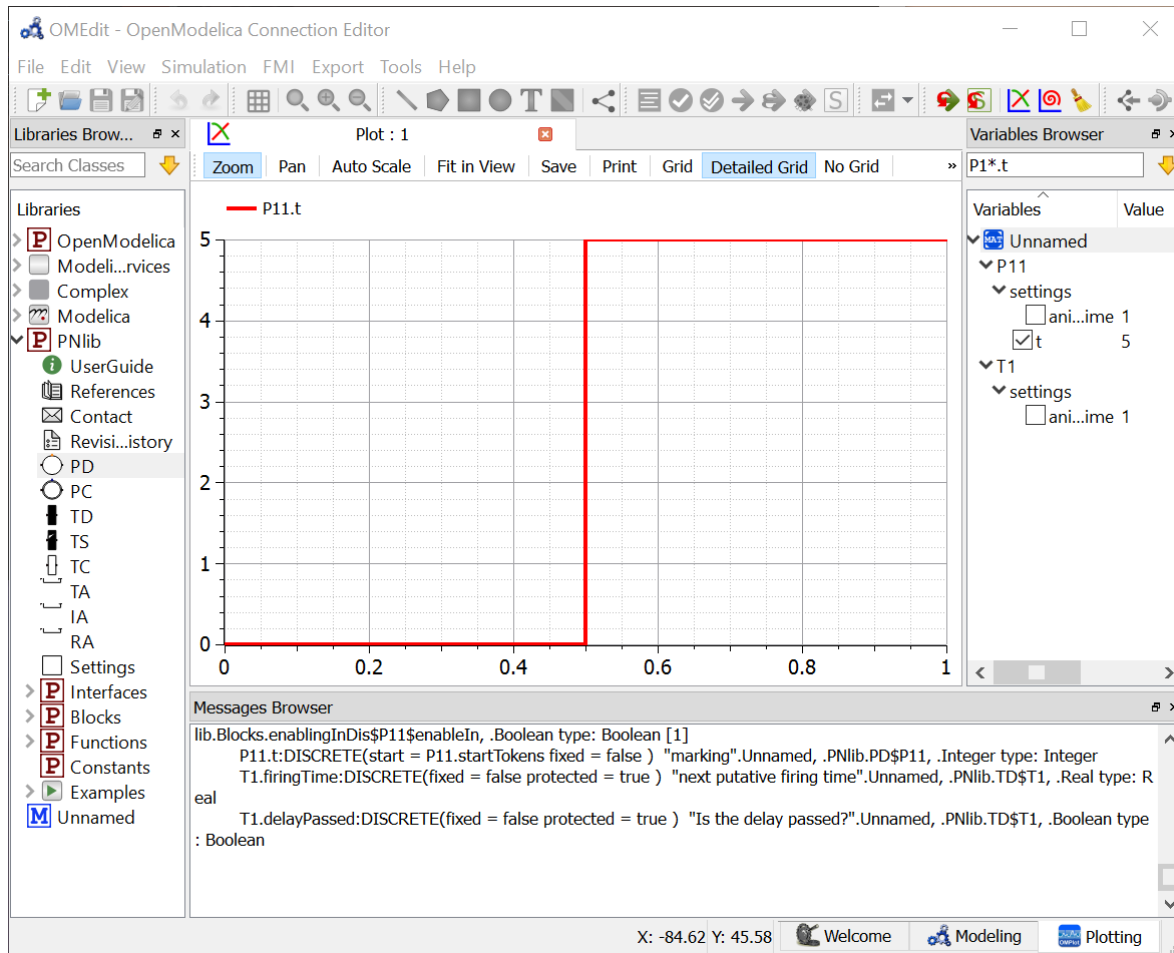 OMEdit - OpenModelica Connection Editor
File Edit View Simulation FMI Export Tools Help
Libraries Brow...
Search Classes
Libraries
OpenModelica
Modeli...rvices
Complex
Modelica
PNlib
UserGuide
References
Contact
Revisi...istory
PD
PC
TD
TS
TC
TA
IA
RA
Settings
Interfaces
Blocks
Functions
Constants
Examples
Unnamed
Plot : 1
Zoom Pan Auto Scale Fit in View Save Print Grid Detailed Grid No Grid »
P11.t
5
4
3
2
1
0
0 0.2 0.4 0.6 0.8 1
Variables Browser
P1*.t
Variables Value
Unnamed
P11
settings
ani...ime 1
t 5
T1
settings
ani...ime 1
Messages Browser
lib.Blocks.enablingInDis$P11$enableIn, .Boolean type: Boolean [1]
P11.t:DISCRETE(start = P11.startTokens fixed = false ) "marking".Unnamed, .PNlib.PD$P11, .Integer type: Integer
T1.firingTime:DISCRETE(fixed = false protected = true ) "next putative firing time".Unnamed, .PNlib.TD$T1, .Real type: R
eal
T1.delayPassed:DISCRETE(fixed = false protected = true ) "Is the delay passed?".Unnamed, .PNlib.TD$T1, .Boolean type
: Boolean
X: -84.62 Y: 45.58 Welcome Modeling Plotting